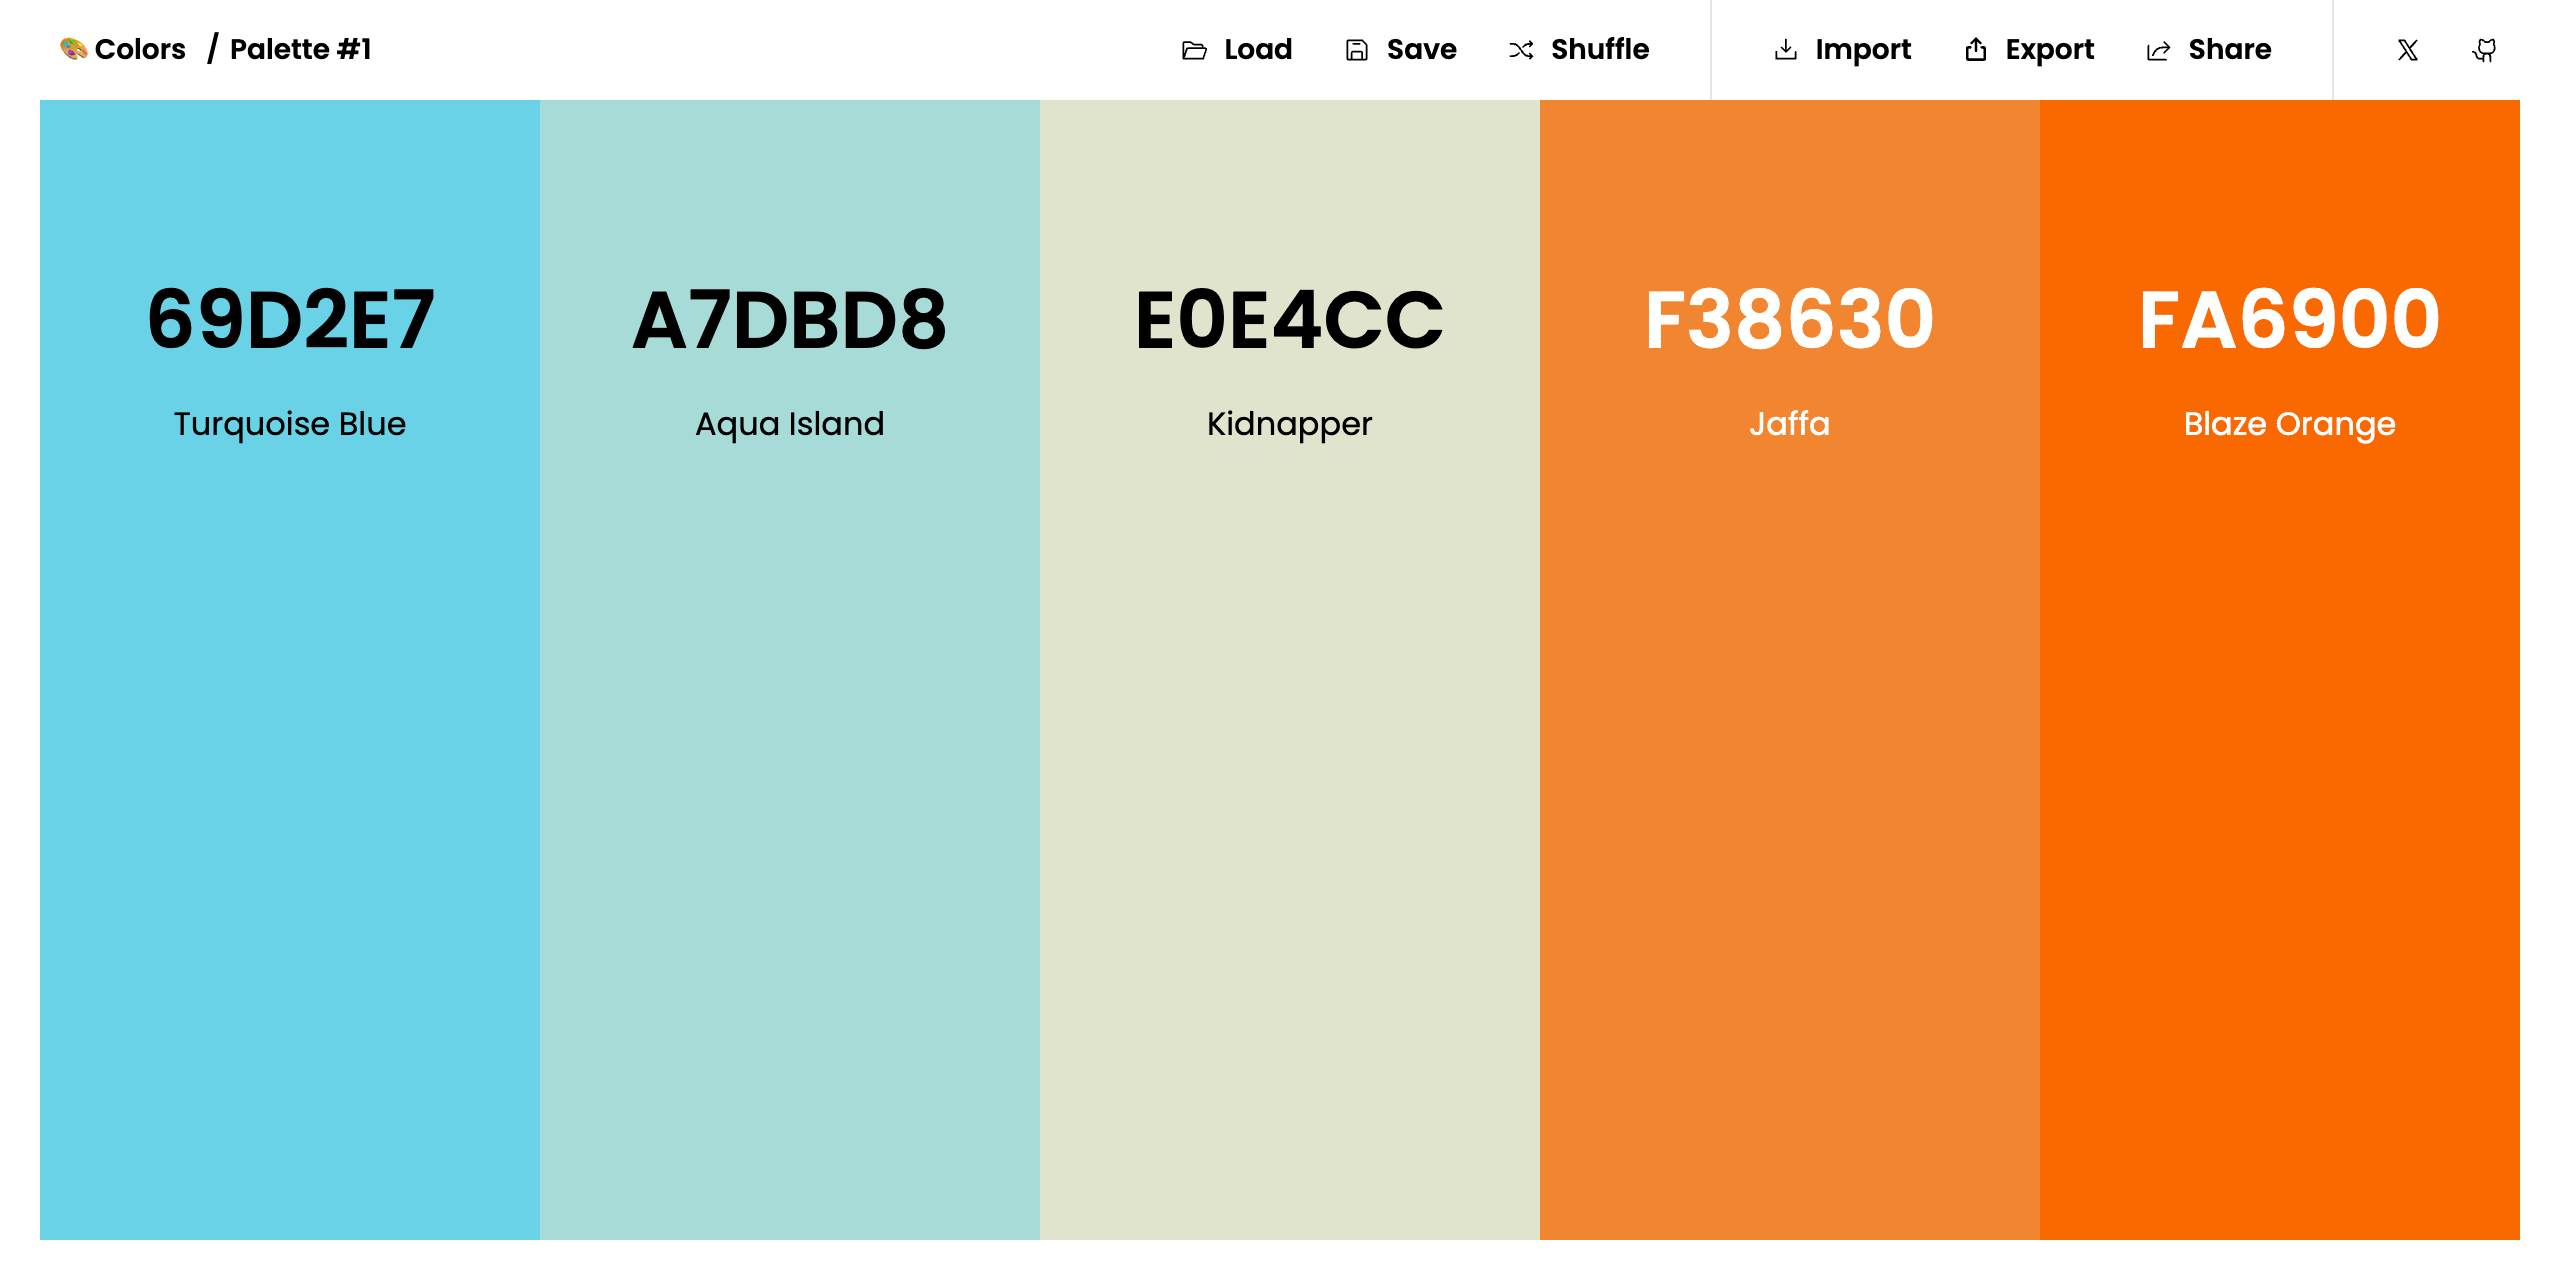 🎨 Colors / Palette #1
Load
Save
Shuffle
Import
Export
Share
69D2E7
Turquoise Blue
A7DBD8
Aqua Island
E0E4CC
Kidnapper
F38630
Jaffa
FA6900
Blaze Orange